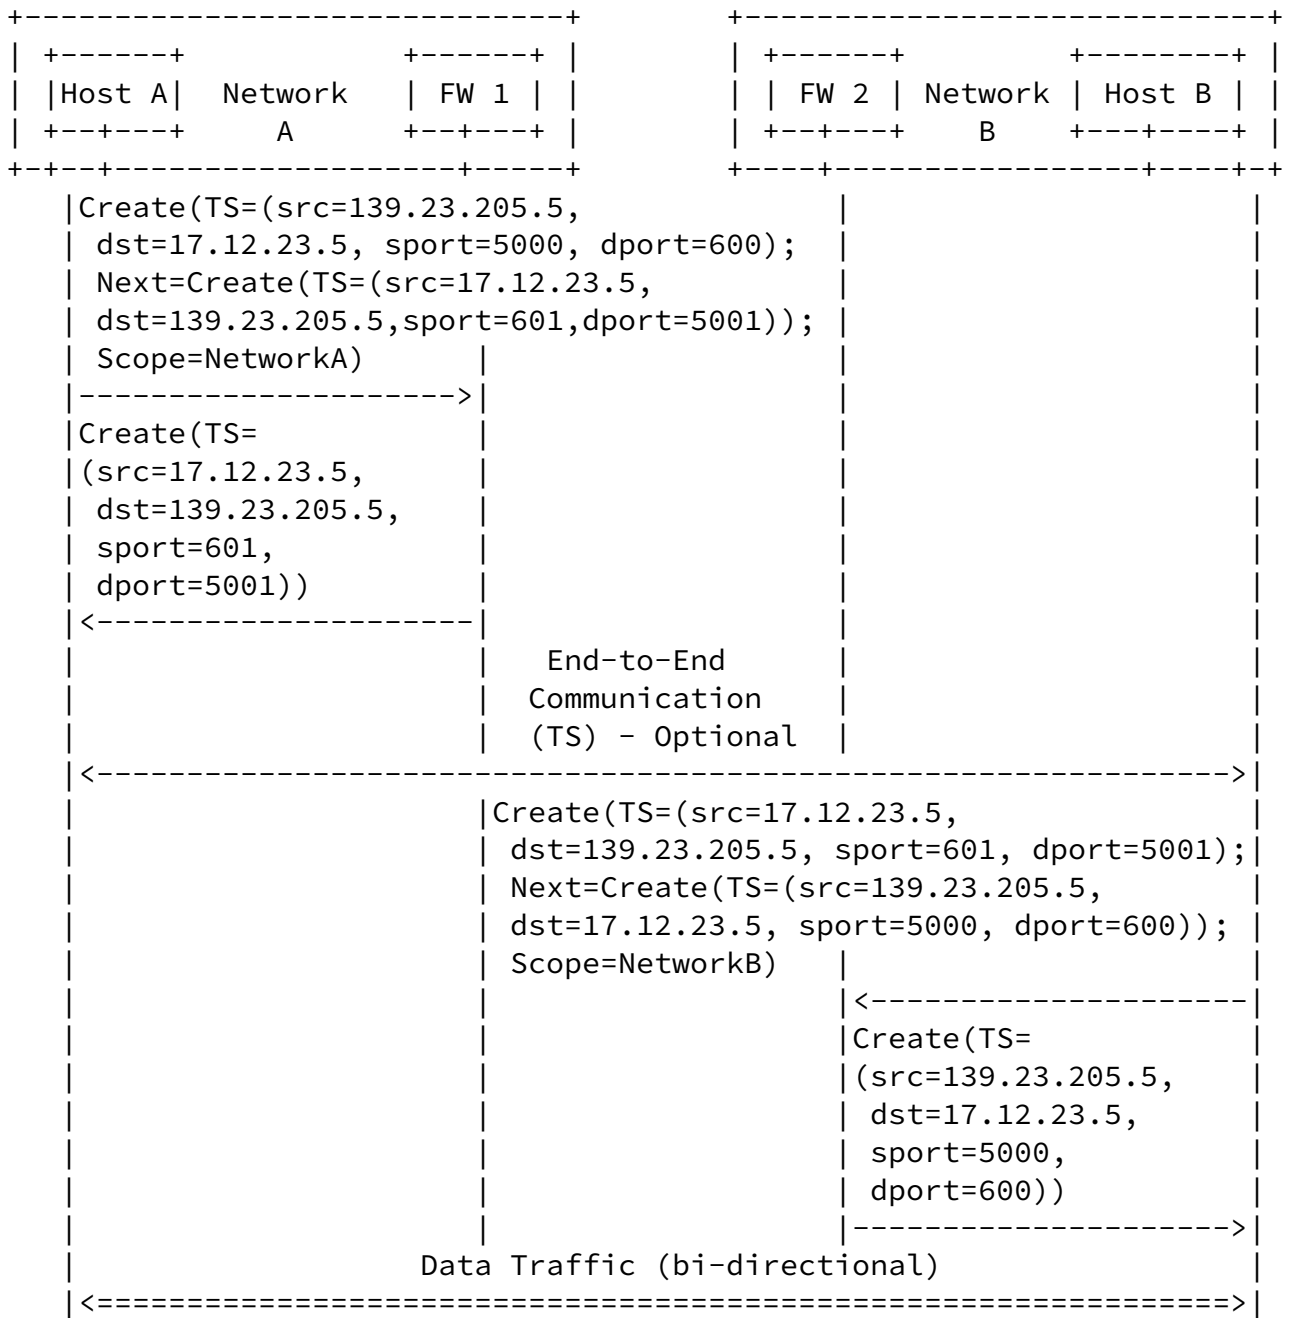 +------------------------------+        +-----------------------------+
| +------+            +------+ |        | +------+         +--------+ |
| |Host A|  Network   | FW 1 | |        | | FW 2 | Network | Host B | |
| +--+---+     A      +--+---+ |        | +--+---+    B    +---+----+ |
+-+--+-------------------+-----+        +----+-----------------+----+-+
   |Create(TS=(src=139.23.205.5,              |                      |
   | dst=17.12.23.5, sport=5000, dport=600);  |                      |
   | Next=Create(TS=(src=17.12.23.5,          |                      |
   | dst=139.23.205.5,sport=601,dport=5001)); |                      |
   | Scope=NetworkA)      |                   |                      |
   |--------------------->|                   |                      |
   |Create(TS=            |                   |                      |
   |(src=17.12.23.5,      |                   |                      |
   | dst=139.23.205.5,    |                   |                      |
   | sport=601,           |                   |                      |
   | dport=5001))         |                   |                      |
   |<---------------------|                   |                      |
   |                      |   End-to-End      |                      |
   |                      |  Communication    |                      |
   |                      |  (TS) - Optional  |                      |
   |<--------------------------------------------------------------->|
   |                      |Create(TS=(src=17.12.23.5,                |
   |                      | dst=139.23.205.5, sport=601, dport=5001);|
   |                      | Next=Create(TS=(src=139.23.205.5,        |
   |                      | dst=17.12.23.5, sport=5000, dport=600)); |
   |                      | Scope=NetworkB)   |                      |
   |                      |                   |<---------------------|
   |                      |                   |Create(TS=            |
   |                      |                   |(src=139.23.205.5,    |
   |                      |                   | dst=17.12.23.5,      |
   |                      |                   | sport=5000,          |
   |                      |                   | dport=600))          |
   |                      |                   |--------------------->|
   |                   Data Traffic (bi-directional)                 |
   |<===============================================================>|